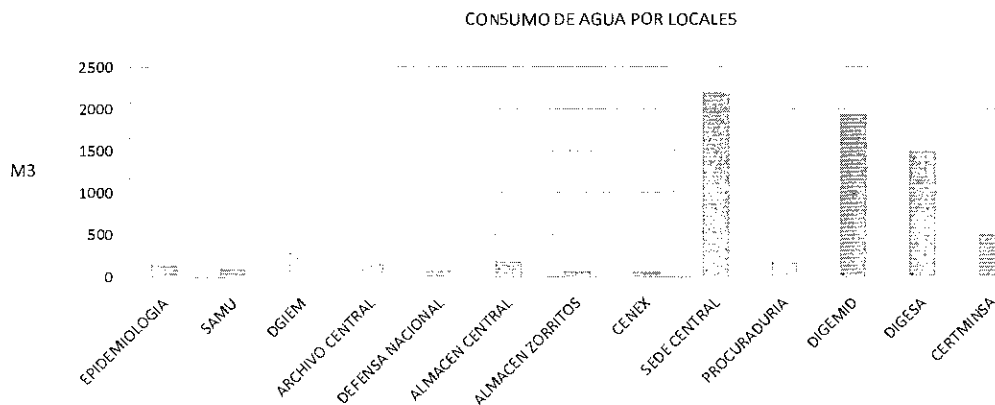 CONSUMO DE AGUA POR LOCALES
2500
2000
1500
M3
1000
500
0
EPIDEMIOLOGIA
SAMU
DGIEM
ARCHIVO CENTRAL
DEFENSA NACIONAL
ALMACEN CENTRAL
ALMACEN ZORRITOS
CENEX
SEDE CENTRAL
PROCURADURIA
DIGEMID
DIGESA
CERTMINSA